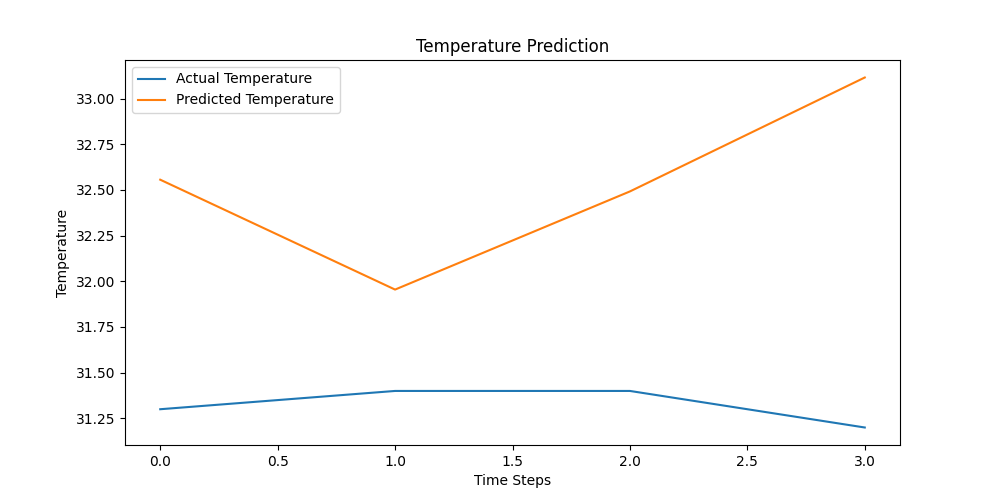 Temperature Prediction
Actual Temperature
Predicted Temperature
33.00
32.75
32.50
32.25
32.00
31.75
31.50
31.25
Temperature
0.0 0.5 1.0 1.5 2.0 2.5 3.0
Time Steps